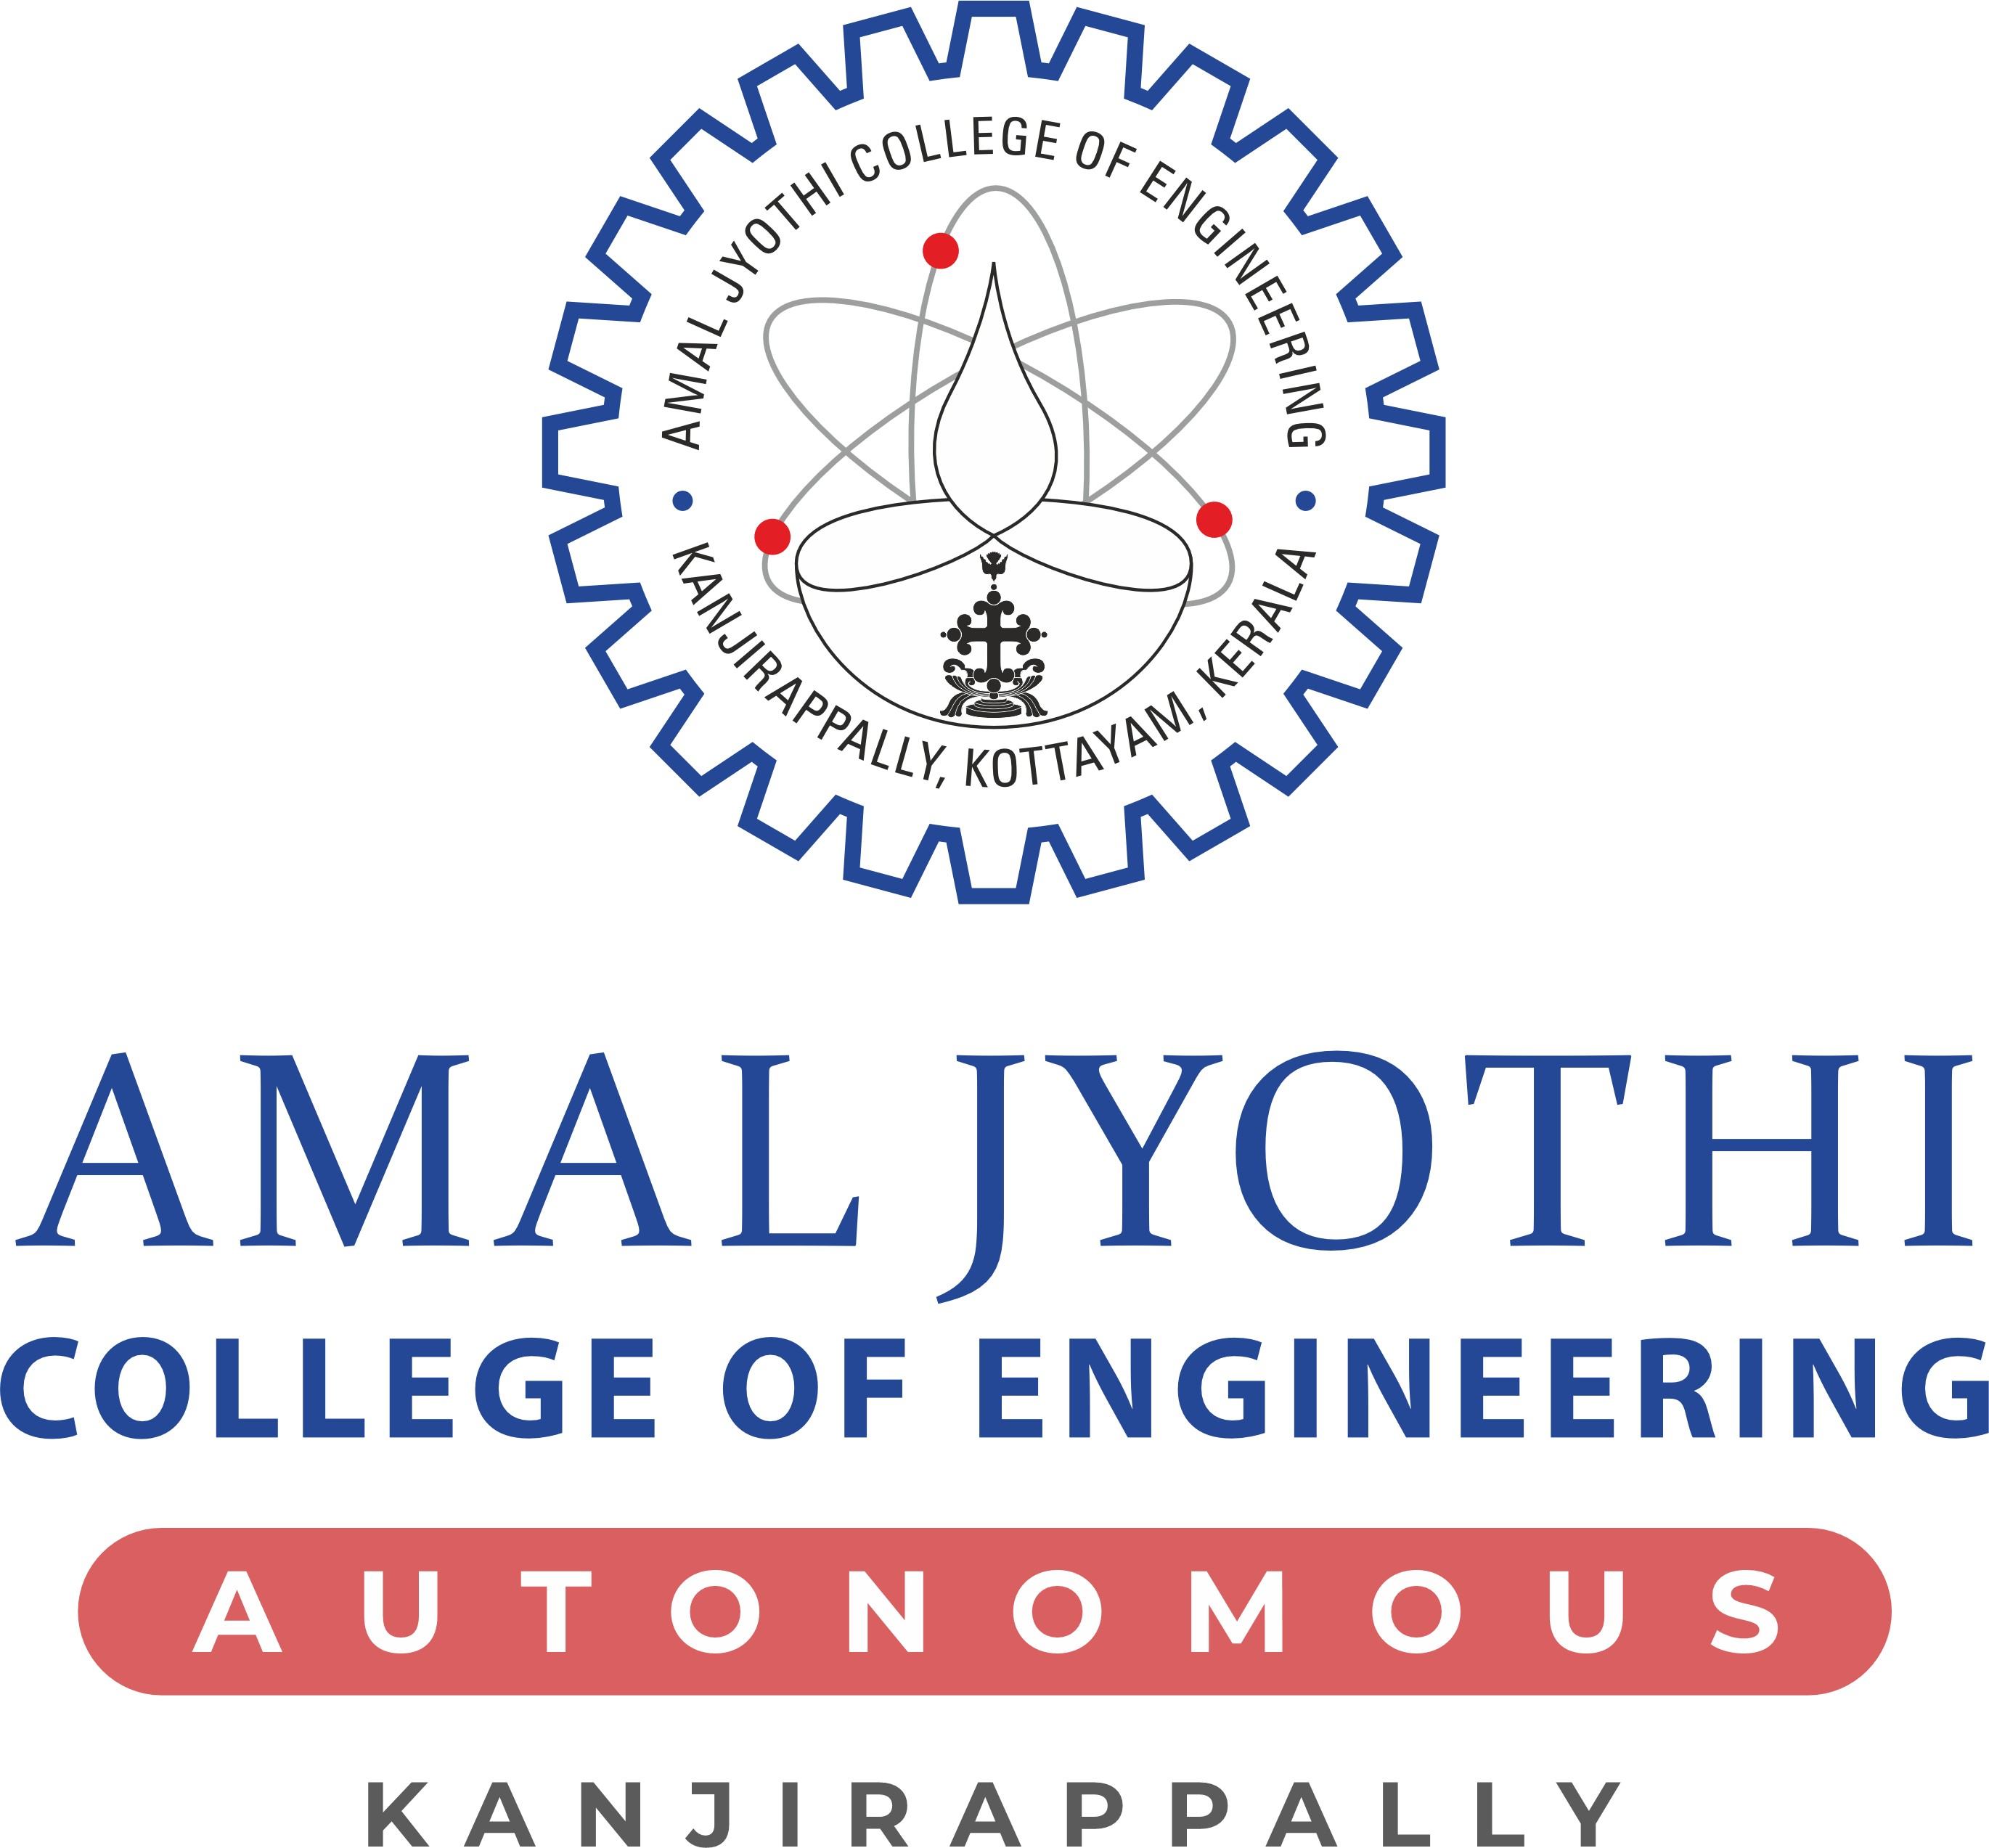 AMAL JYOTHI COLLEGE OF ENGINEERING
KANJIRAPPALLY, KOTTAYAM, KERALA
AMAL JYOTHI
COLLEGE OF ENGINEERING
AUTONOMOUS
KANJIRAPPALLY